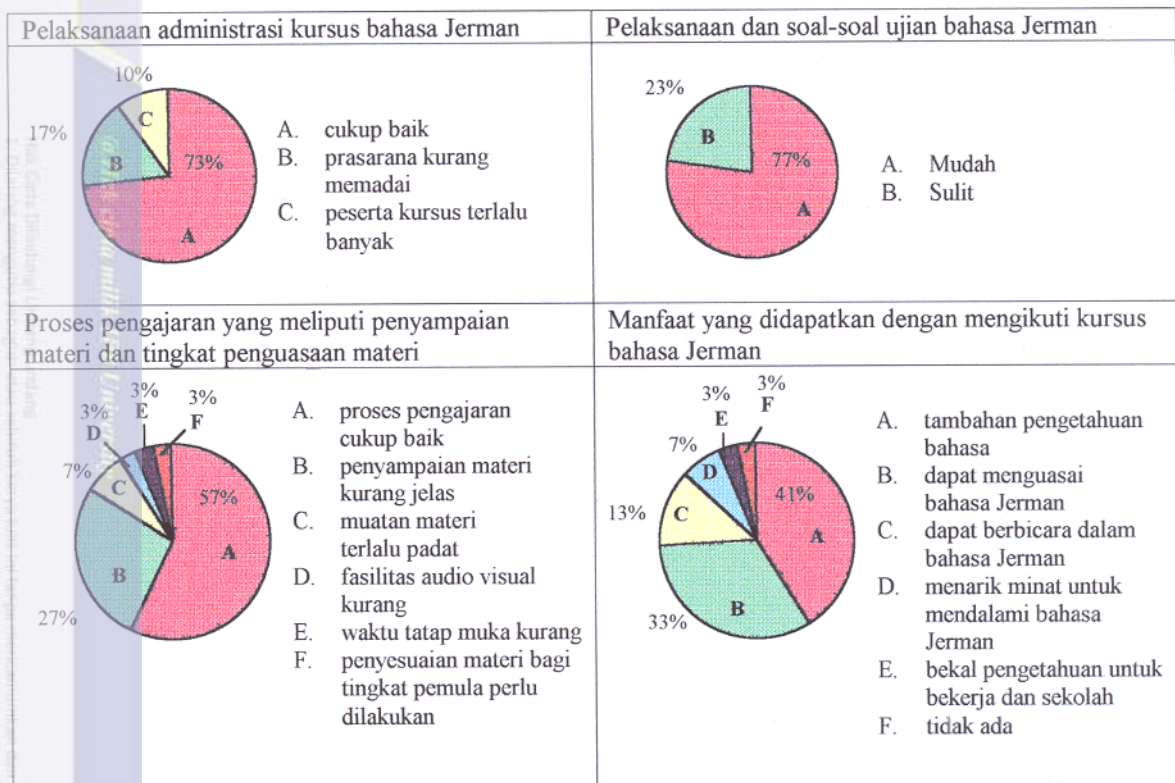 Pelaksanaan administrasi kursus bahasa Jerman
10%
17%
C
B
73%
A
A. cukup baik
B. prasarana kurang
memadai
C. peserta kursus terlalu
banyak
Pelaksanaan dan soal-soal ujian bahasa Jerman
23%
B
77%
A
A. Mudah
B. Sulit
Proses pengajaran yang meliputi penyampaian
materi dan tingkat penguasaan materi
3%
3%
3%
E
F
D
7%
C
57%
A
B
27%
A. proses pengajaran
cukup baik
B. penyampaian materi
kurang jelas
C. muatan materi
terlalu padat
D. fasilitas audio visual
kurang
E. waktu tatap muka kurang
F. penyesuaian materi bagi
tingkat pemula perlu
dilakukan
Manfaat yang didapatkan dengan mengikuti kursus
bahasa Jerman
3%
3%
E
F
7%
D
41%
13%
C
A
B
33%
A. tambahan pengetahuan
bahasa
B. dapat menguasai
bahasa Jerman
C. dapat berbicara dalam
bahasa Jerman
D. menarik minat untuk
mendalami bahasa
Jerman
E. bekal pengetahuan untuk
bekerja dan sekolah
F. tidak ada